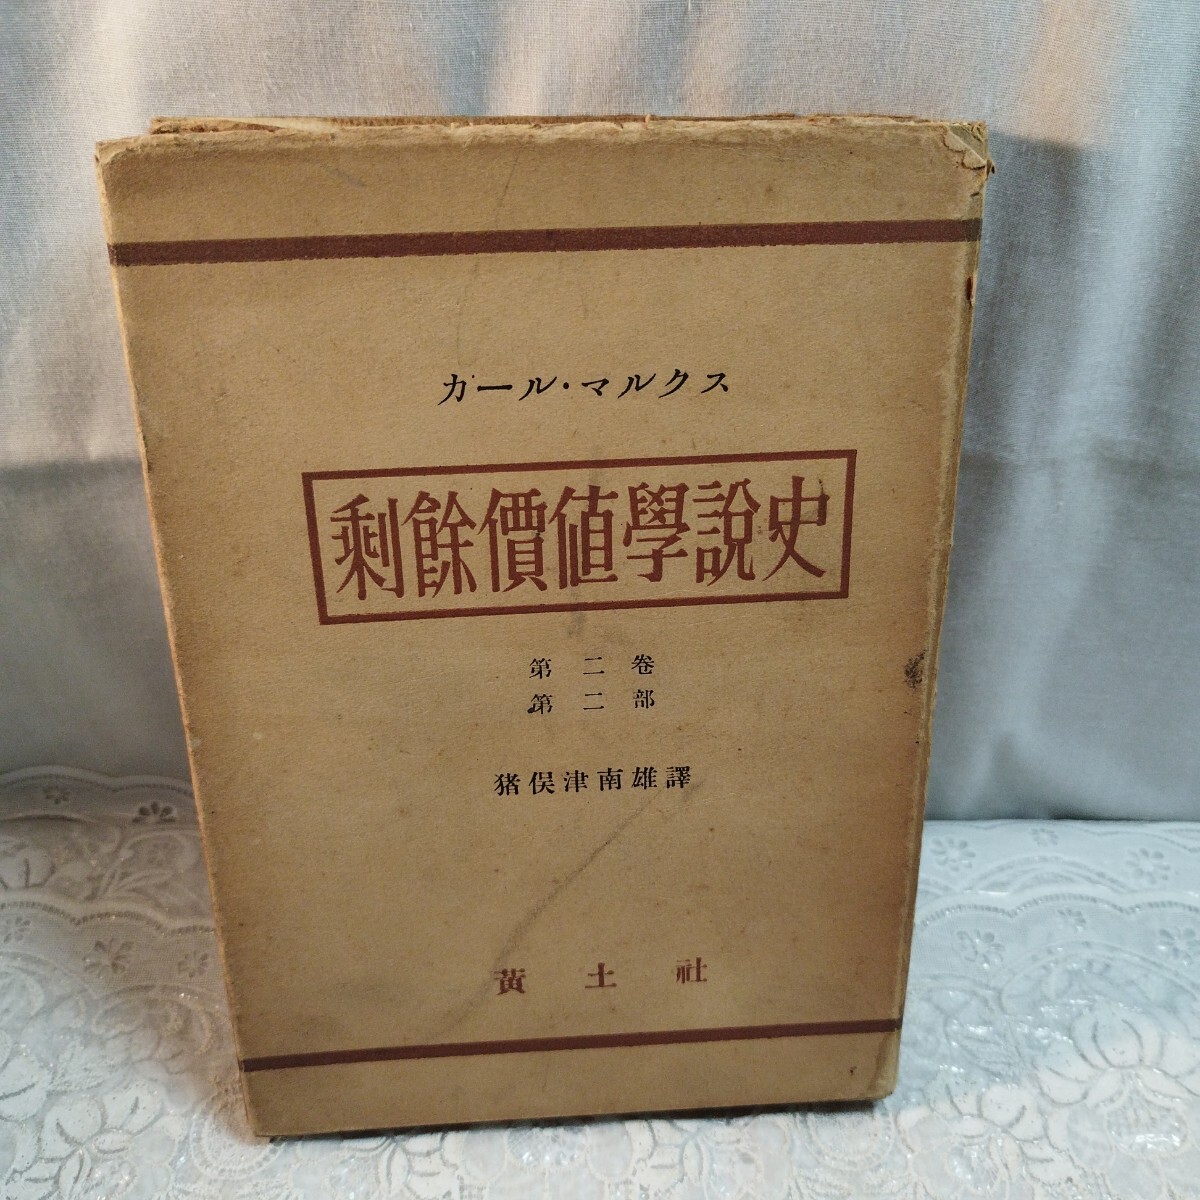 カール・マルクス
剩餘價値學說史
第二卷
第二部
猪俣津南雄譯
黃土社